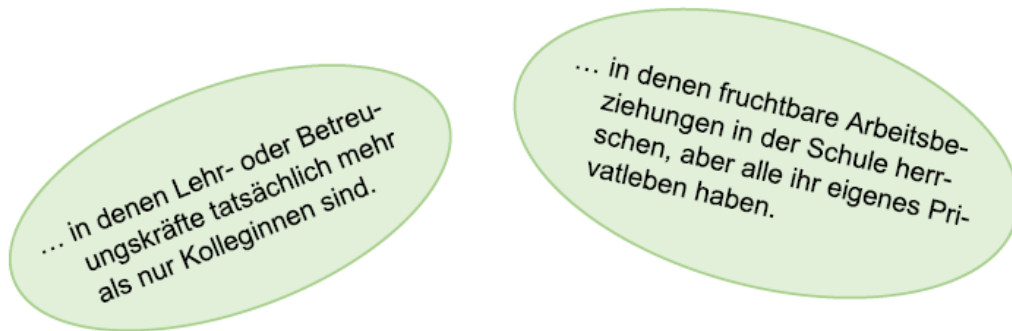 … in denen Lehr- oder Betreu-
ungskräfte tatsächlich mehr
als nur Kolleginnen sind.
… in denen fruchtbare Arbeitsbe-
ziehungen in der Schule herr-
schen, aber alle ihr eigenes Pri-
vatleben haben.